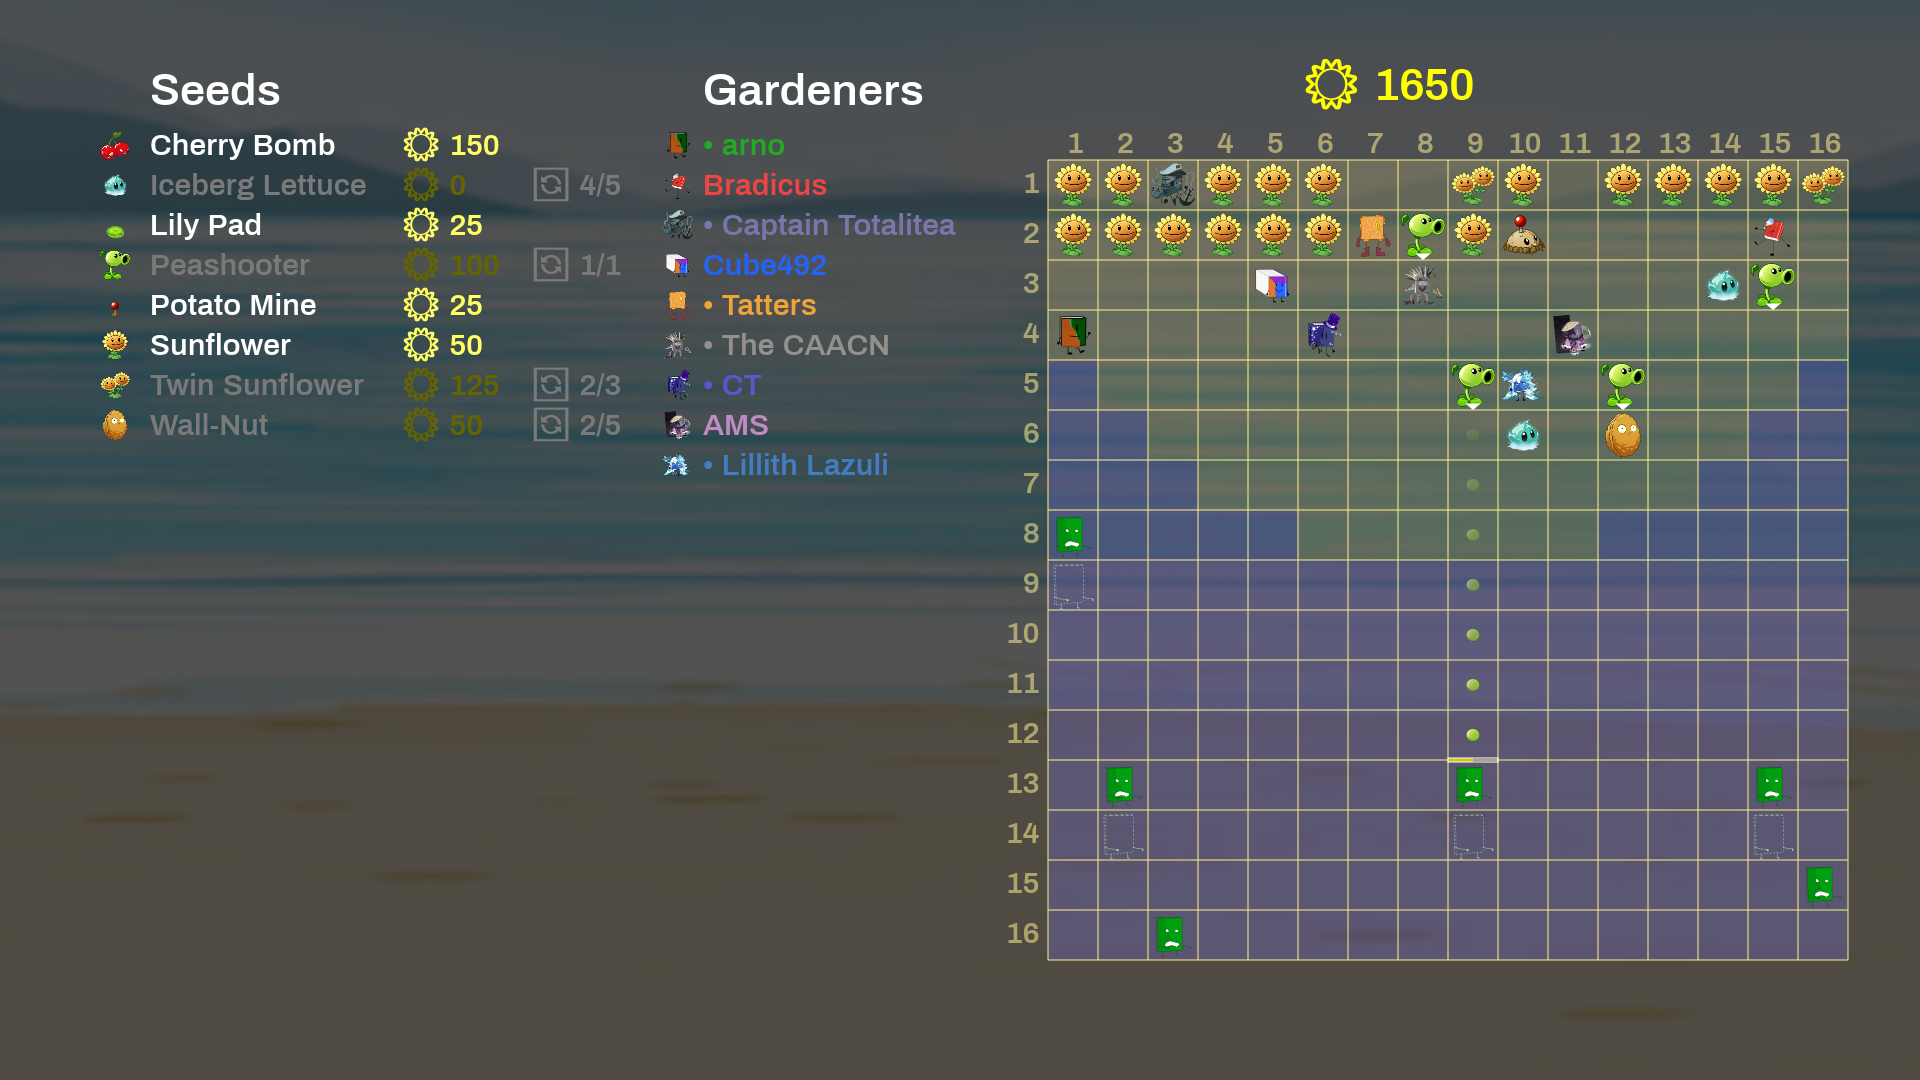 Seeds
Cherry Bomb 150
Iceberg Lettuce 0 4/5
Lily Pad 25
Peashooter 100 1/1
Potato Mine 25
Sunflower 50
Twin Sunflower 125 2/3
Wall-Nut 50 2/5
Gardeners
• arno
Bradicus
• Captain Totalitea
Cube492
• Tatters
• The CAACN
• CT
AMS
• Lillith Lazuli
1650
1 2 3 4 5 6 7 8 9 10 11 12 13 14 15 16
1
2
3
4
5
6
7
8
9
10
11
12
13
14
15
16